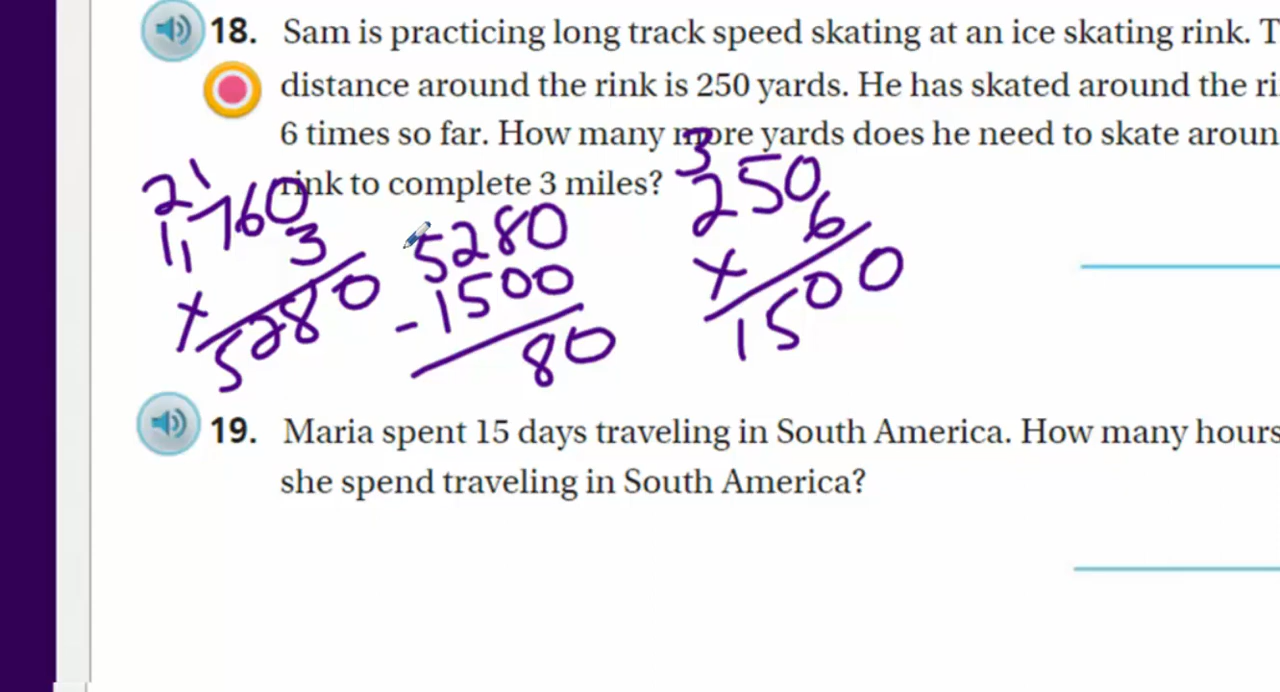 18. Sam is practicing long track speed skating at an ice skating rink. T
distance around the rink is 250 yards. He has skated around the ri
6 times so far. How many more yards does he need to skate aroun
rink to complete 3 miles?
2 1
1,760
3
x
5280
5280
-1500
80
3
250
6
x
1500
19. Maria spent 15 days traveling in South America. How many hours
she spend traveling in South America?